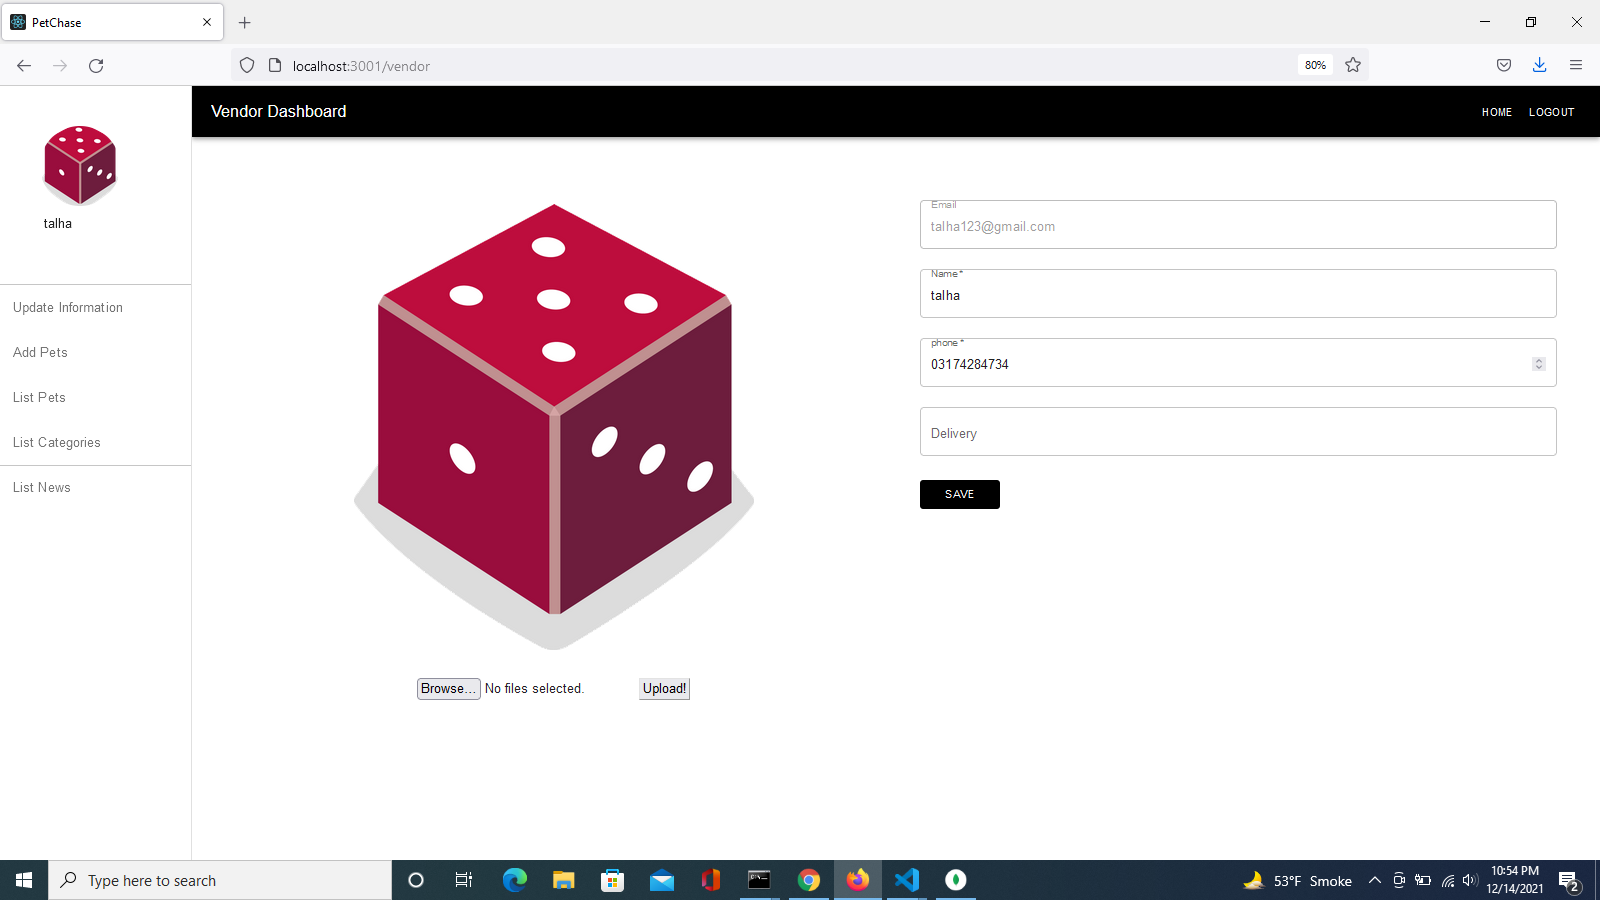 PetChase
localhost:3001/vendor
80%
Vendor Dashboard
HOME
LOGOUT
talha
Update Information
Add Pets
List Pets
List Categories
List News
Email
talha123@gmail.com
Name *
talha
phone *
03174284734
Delivery
SAVE
Browse... No files selected.
Upload!
Type here to search
53°F Smoke
10:54 PM
12/14/2021
2